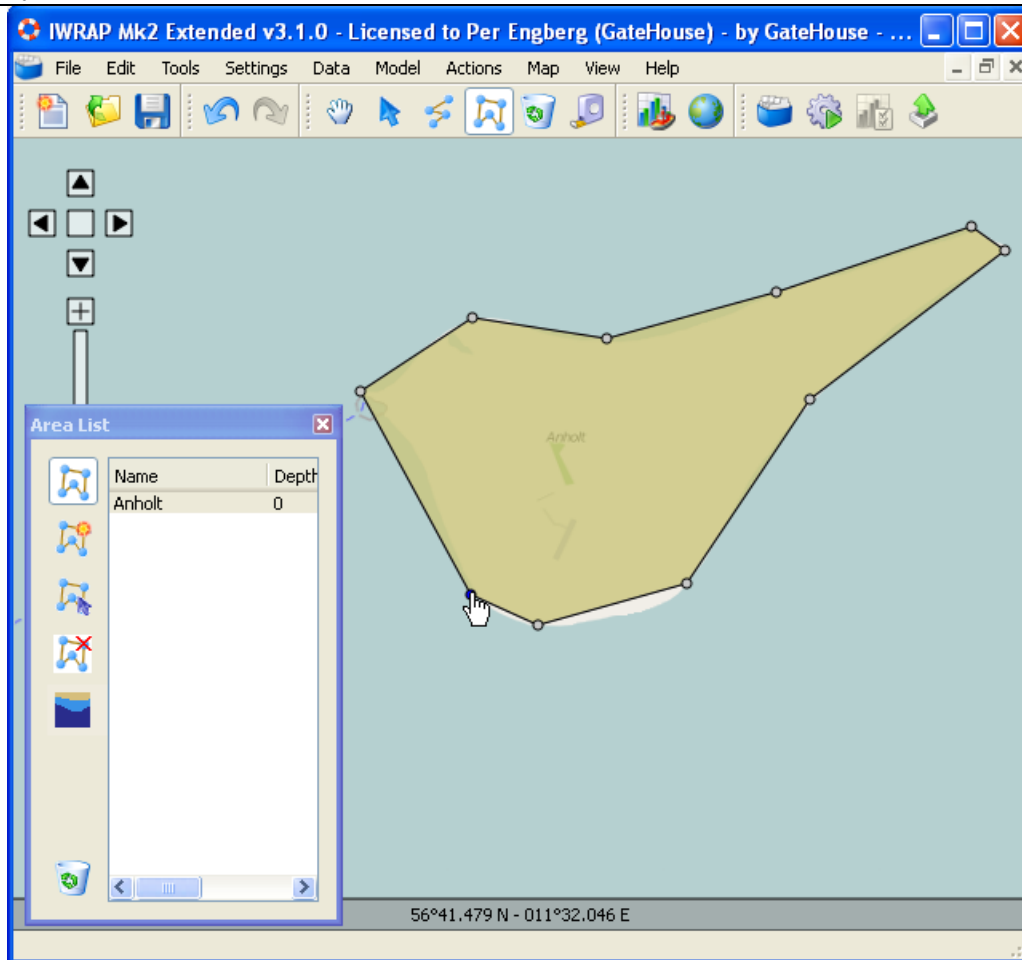 IWRAP Mk2 Extended v3.1.0 - Licensed to Per Engberg (GateHouse) - by GateHouse - ...
File Edit Tools Settings Data Model Actions Map View Help
Area List
Name Depth
Anholt 0
Anholt
56°41.479 N - 011°32.046 E